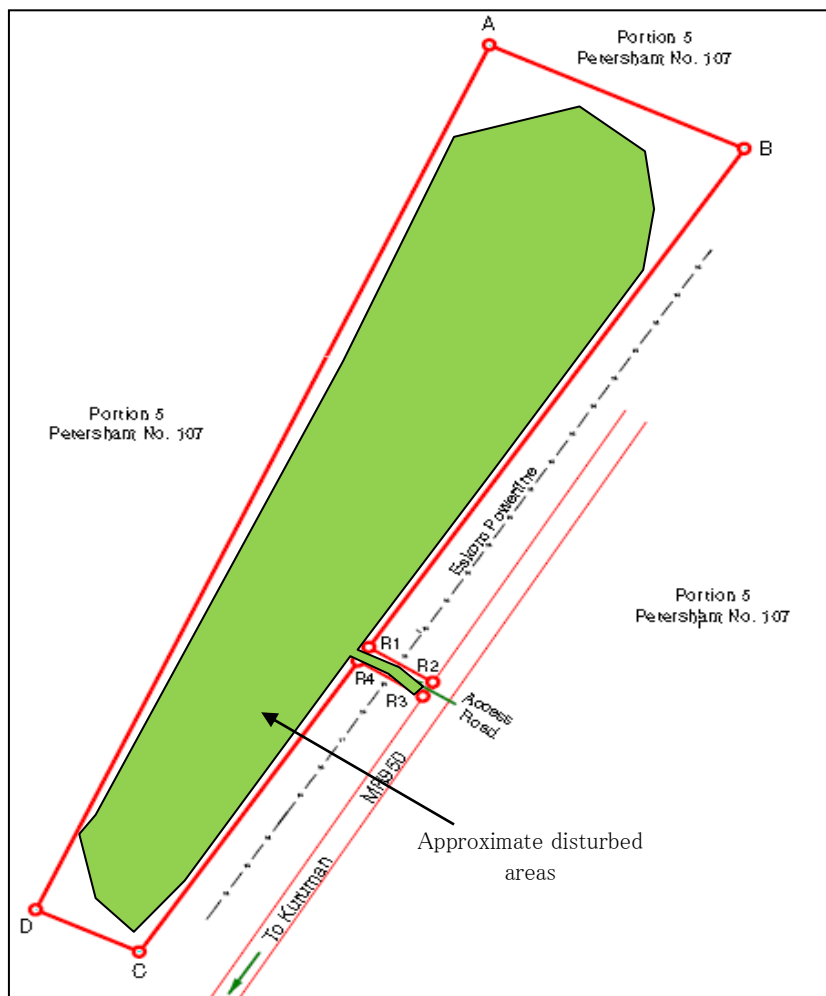 A
Portion 5
Petersham No. 107
B
Portion 5
Petersham No. 107
Eskom Powerline
Portion 5
Petersham No. 107
R1
R2
R4
R3
Access
Road
MR950
Approximate disturbed
areas
To Kuruman
D
C